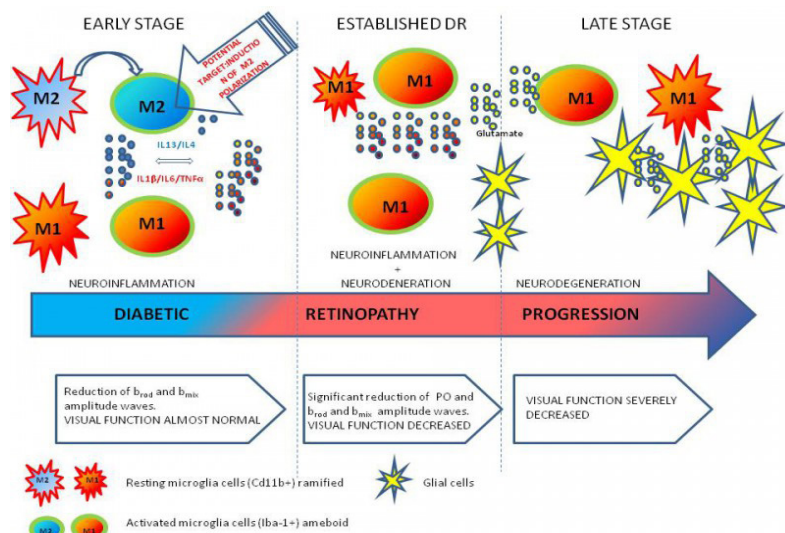 EARLY STAGE
ESTABLISHED DR
LATE STAGE
M2
M2
POTENTIAL
TARGET:INDUCTIO
N OF M2
POLARIZATION
IL13/IL4
IL1β/IL6/TNFα
M1
M1
M1
M1
Glutamate
M1
M1
M1
NEUROINFLAMMATION
NEUROINFLAMMATION
+
NEURODENERATION
NEURODEGENERATION
DIABETIC
RETINOPATHY
PROGRESSION
Reduction of brod and bmix
amplitude waves.
VISUAL FUNCTION ALMOST NORMAL
Significant reduction of PO and
brod and bmix amplitude waves.
VISUAL FUNCTION DECREASED
VISUAL FUNCTION SEVERELY
DECREASED
M2
M1
Resting microglia cells (Cd11b+) ramified
Glial cells
M2
Activated microglia cells (Iba-1+) ameboid